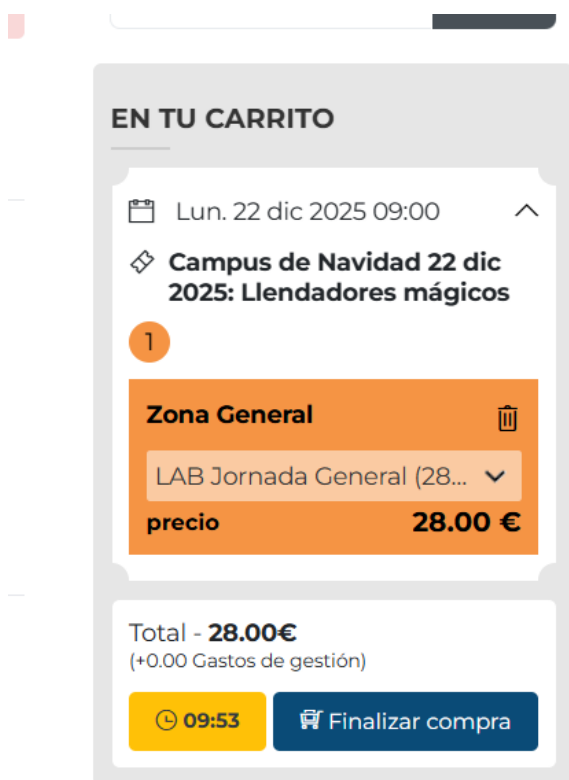 EN TU CARRITO
Lun. 22 dic 2025 09:00
Campus de Navidad 22 dic
2025: Llendadores mágicos
1
Zona General
LAB Jornada General (28...
precio
28.00 €
Total - 28.00€
(+0.00 Gastos de gestión)
09:53
Finalizar compra